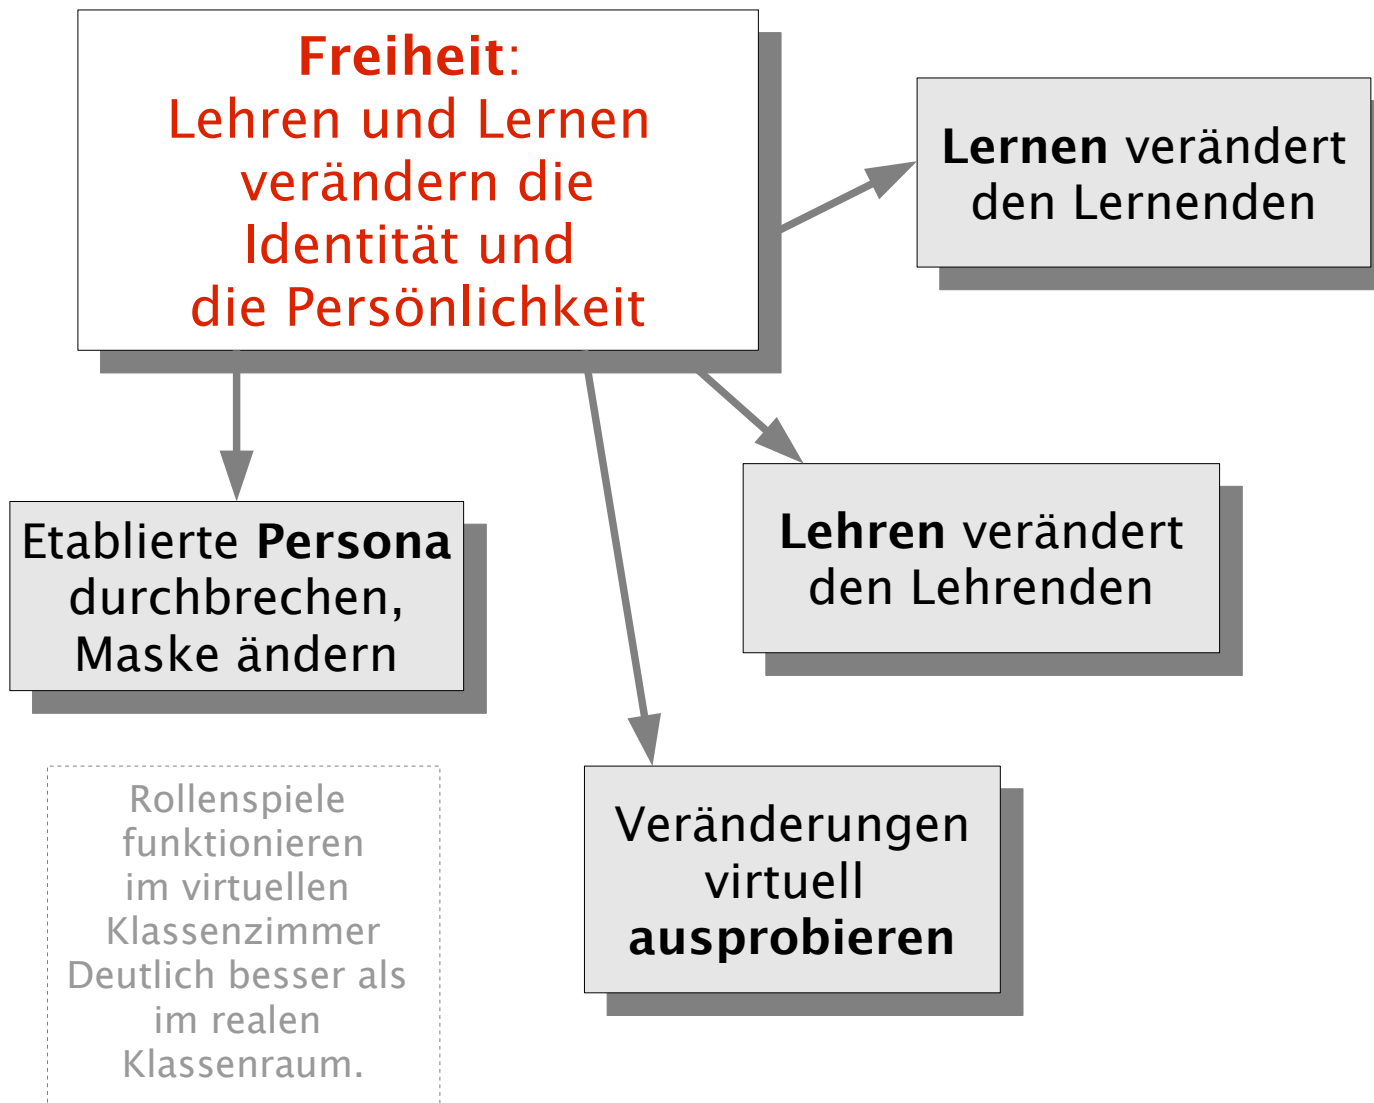 Freiheit:
Lehren und Lernen
verändern die
Identität und
die Persönlichkeit
Lernen verändert
den Lernenden
Lehren verändert
den Lehrenden
Etablierte Persona
durchbrechen,
Maske ändern
Veränderungen
virtuell
ausprobieren
Rollenspiele
funktionieren
im virtuellen
Klassenzimmer
Deutlich besser als
im realen
Klassenraum.